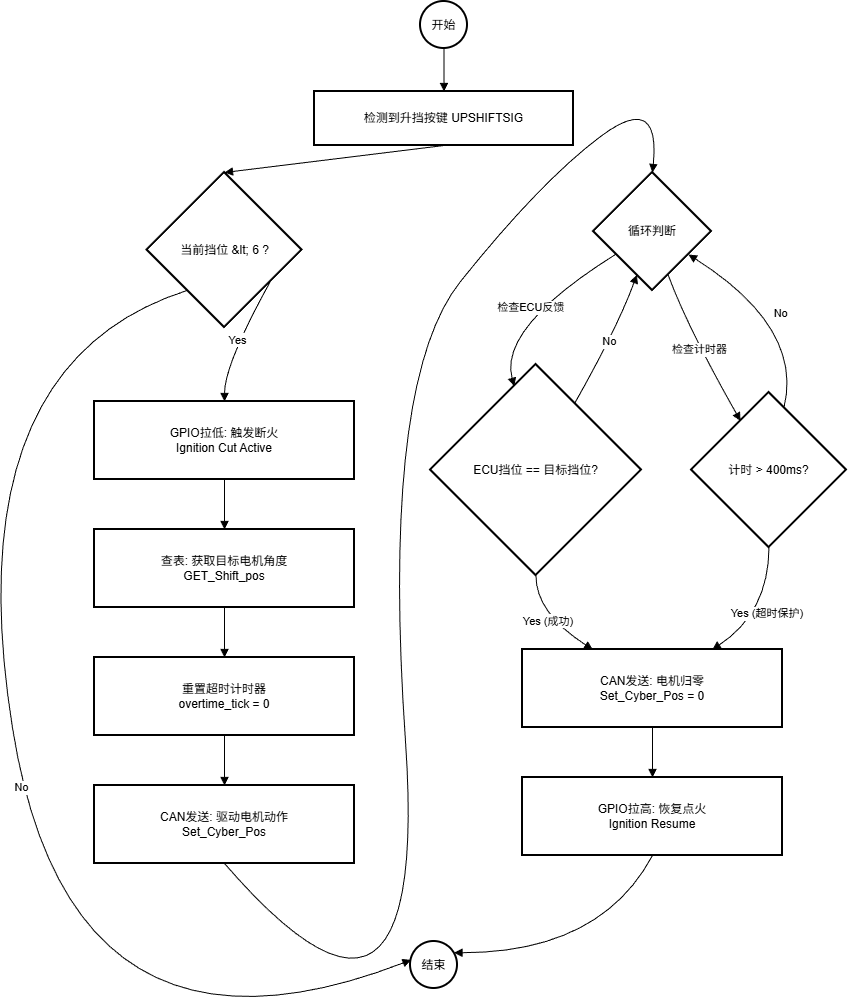 开始
检测到升挡按键 UPSHIFTSIG
当前挡位 &lt; 6 ?
Yes
No
GPIO拉低: 触发断火
Ignition Cut Active
查表: 获取目标电机角度
GET_Shift_pos
重置超时计时器
overtime_tick = 0
CAN发送: 驱动电机动作
Set_Cyber_Pos
循环判断
检查ECU反馈
No
检查计时器
No
ECU挡位 == 目标挡位?
计时 > 400ms?
Yes (成功)
Yes (超时保护)
CAN发送: 电机归零
Set_Cyber_Pos = 0
GPIO拉高: 恢复点火
Ignition Resume
结束